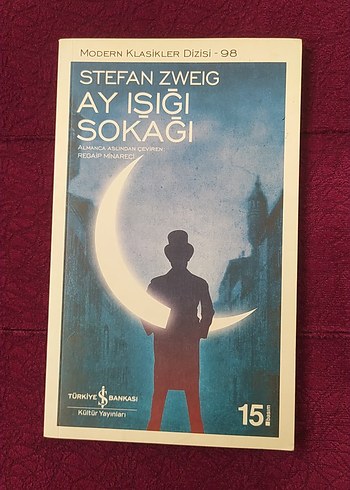 MODERN KLASİKLER DİZİSİ - 98
STEFAN ZWEIG
AY IŞIĞI
SOKAĞI
ALMANCA ASLINDAN ÇEVİREN
REGAİP MİNARECİ
TÜRKİYE İŞ BANKASI
Kültür Yayınları
15.
basım